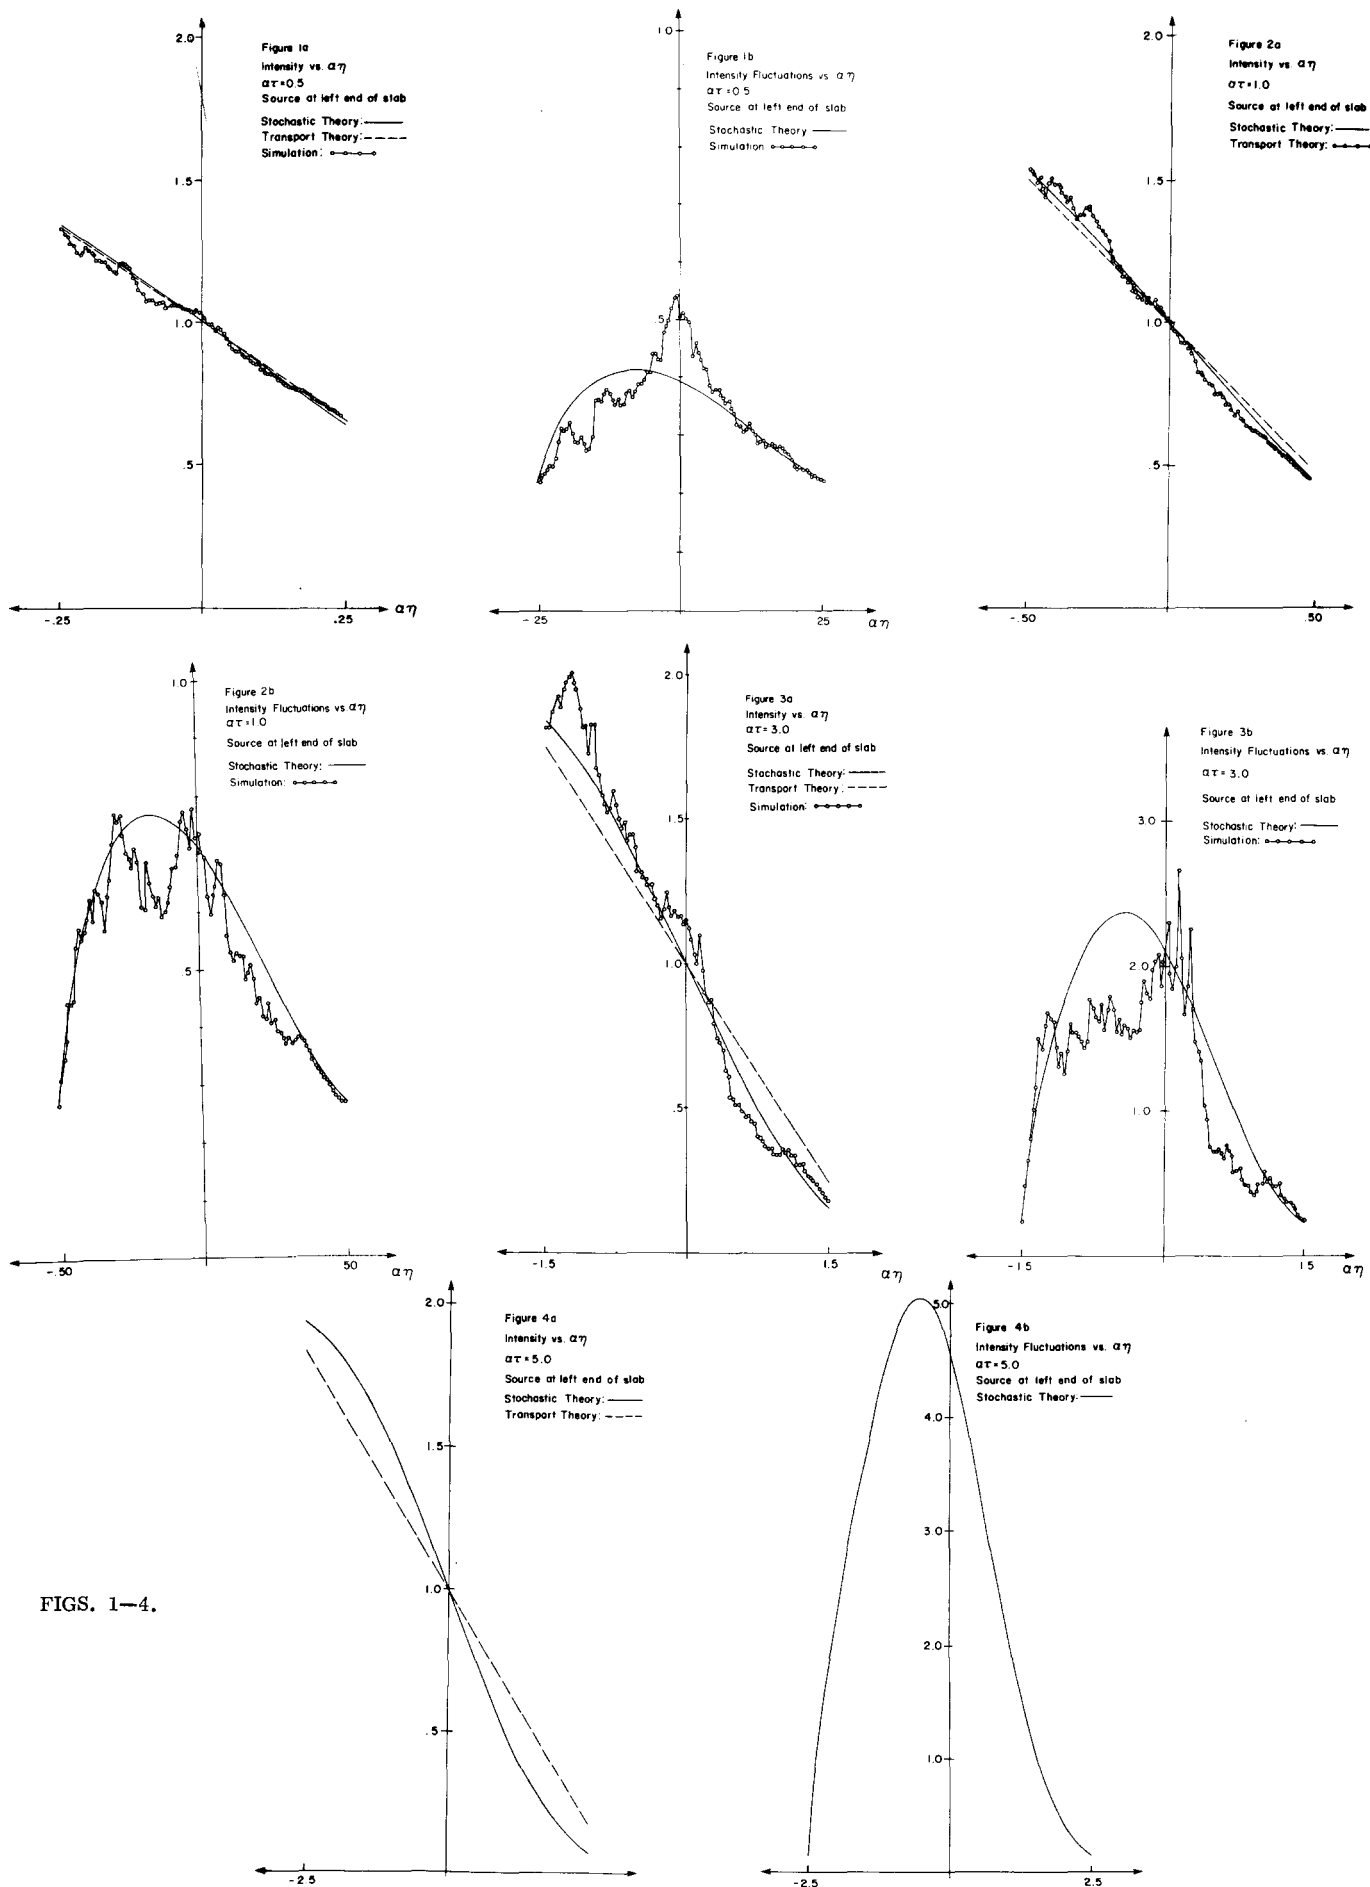 2.0
Figure 1a
Intensity vs. αη
ατ=0.5
Source at left end of slab
Stochastic Theory:
Transport Theory:
Simulation:
1.5
1.0
.5
-.25
.25
αη
1.0
Figure 1b
Intensity Fluctuations vs αη
ατ=0.5
Source at left end of slab
Stochastic Theory
Simulation
.5
-25
25
αη
2.0
Figure 2a
Intensity vs. αη
ατ=1.0
Source at left end of slab
Stochastic Theory:
Transport Theory:
1.5
1.0
.5
-.50
.50
1.0
Figure 2b
Intensity Fluctuations vs. αη
ατ=1.0
Source at left end of slab
Stochastic Theory:
Simulation:
.5
-.50
50
αη
2.0
Figure 3a
Intensity vs. αη
ατ=3.0
Source at left end of slab
Stochastic Theory:
Transport Theory:
Simulation:
1.5
1.0
.5
-1.5
1.5
αη
Figure 3b
Intensity Fluctuations vs. αη
ατ=3.0
Source at left end of slab
Stochastic Theory:
Simulation:
3.0
2.0
1.0
-15
15
αη
2.0
Figure 4a
Intensity vs. αη
ατ=5.0
Source at left end of slab
Stochastic Theory:
Transport Theory:
1.5
1.0
.5
-2.5
5.0
Figure 4b
Intensity Fluctuations vs. αη
ατ=5.0
Source at left end of slab
Stochastic Theory:
4.0
3.0
2.0
1.0
-2.5
2.5
FIGS. 1–4.